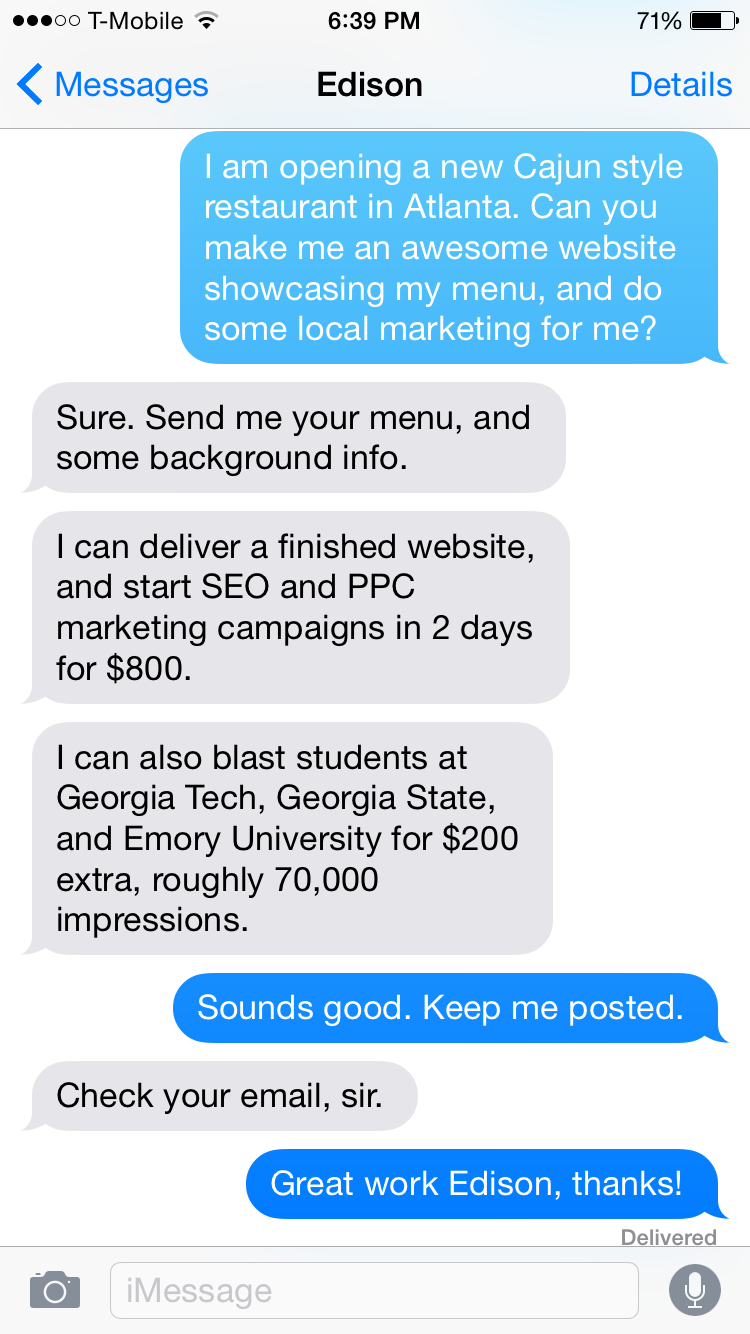 T-Mobile 6:39 PM 71%
Messages Edison Details
I am opening a new Cajun style
restaurant in Atlanta. Can you
make me an awesome website
showcasing my menu, and do
some local marketing for me?
Sure. Send me your menu, and
some background info.
I can deliver a finished website,
and start SEO and PPC
marketing campaigns in 2 days
for $800.
I can also blast students at
Georgia Tech, Georgia State,
and Emory University for $200
extra, roughly 70,000
impressions.
Sounds good. Keep me posted.
Check your email, sir.
Great work Edison, thanks!
Delivered
iMessage